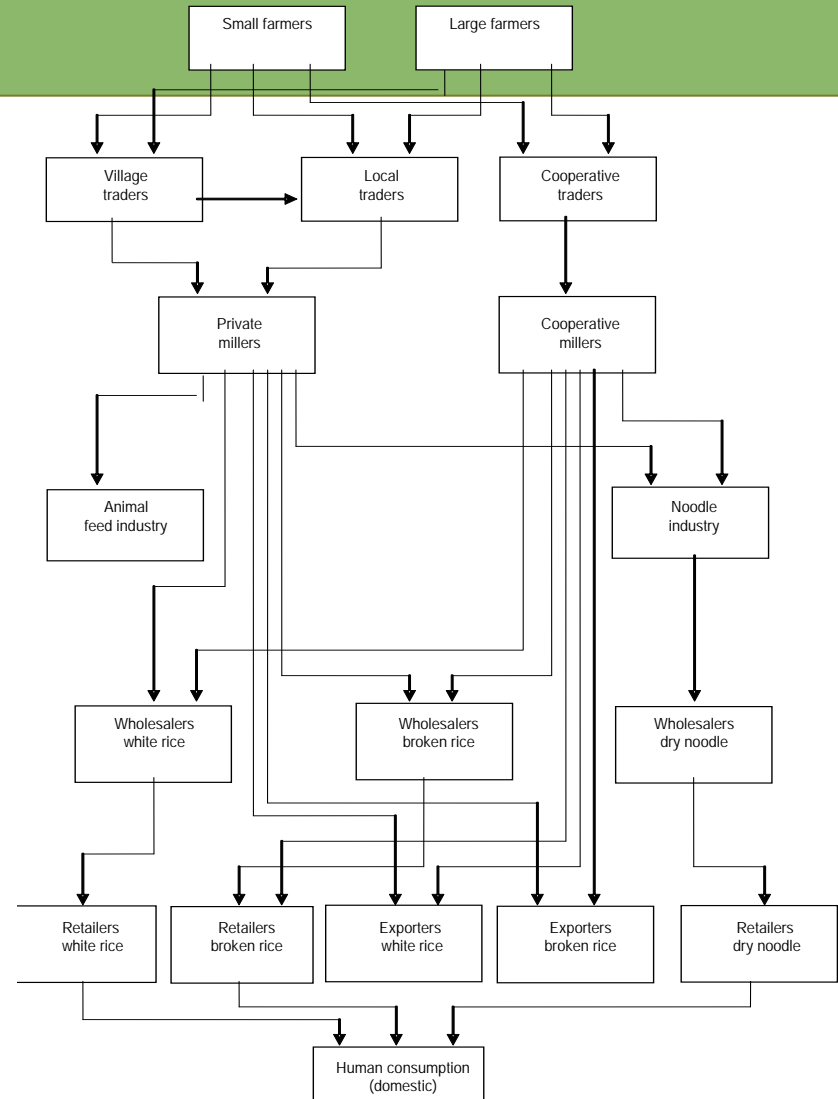 Small farmers
Large farmers
Village
traders
Local
traders
Cooperative
traders
Private
millers
Cooperative
millers
Animal
feed industry
Noodle
industry
Wholesalers
white rice
Wholesalers
broken rice
Wholesalers
dry noodle
Retailers
white rice
Retailers
broken rice
Exporters
white rice
Exporters
broken rice
Retailers
dry noodle
Human consumption
(domestic)